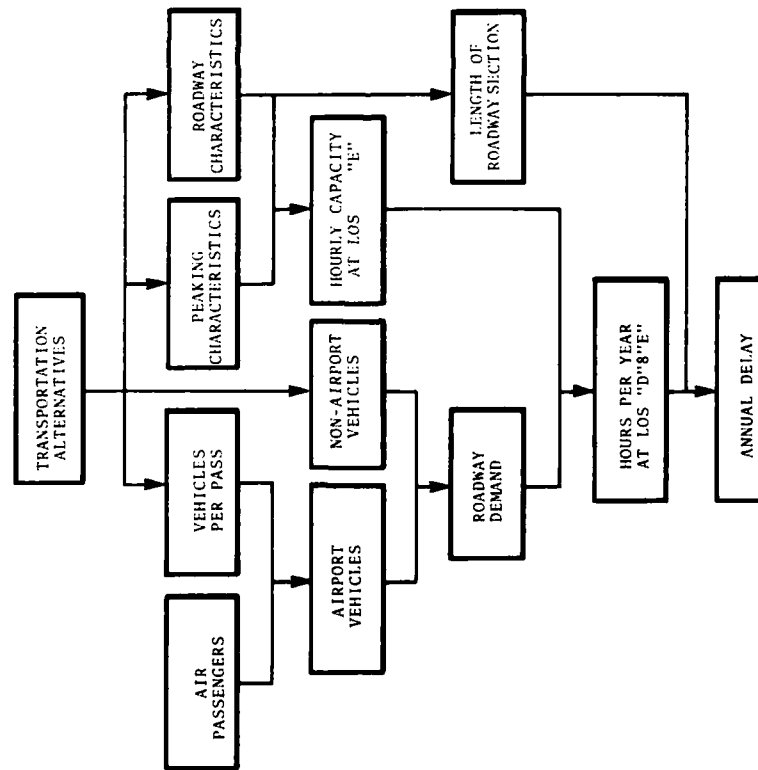 TRANSPORTATION
ALTERNATIVES
AIR
PASSENGERS
VEHICLES
PER PASS
PEAKING
CHARACTERISTICS
ROADWAY
CHARACTERISTICS
AIRPORT
VEHICLES
NON-AIRPORT
VEHICLES
HOURLY CAPACITY
AT LOS "E"
ROADWAY
DEMAND
LENGTH OF
ROADWAY SECTION
HOURS PER YEAR
AT LOS "D"8"E"
ANNUAL DELAY